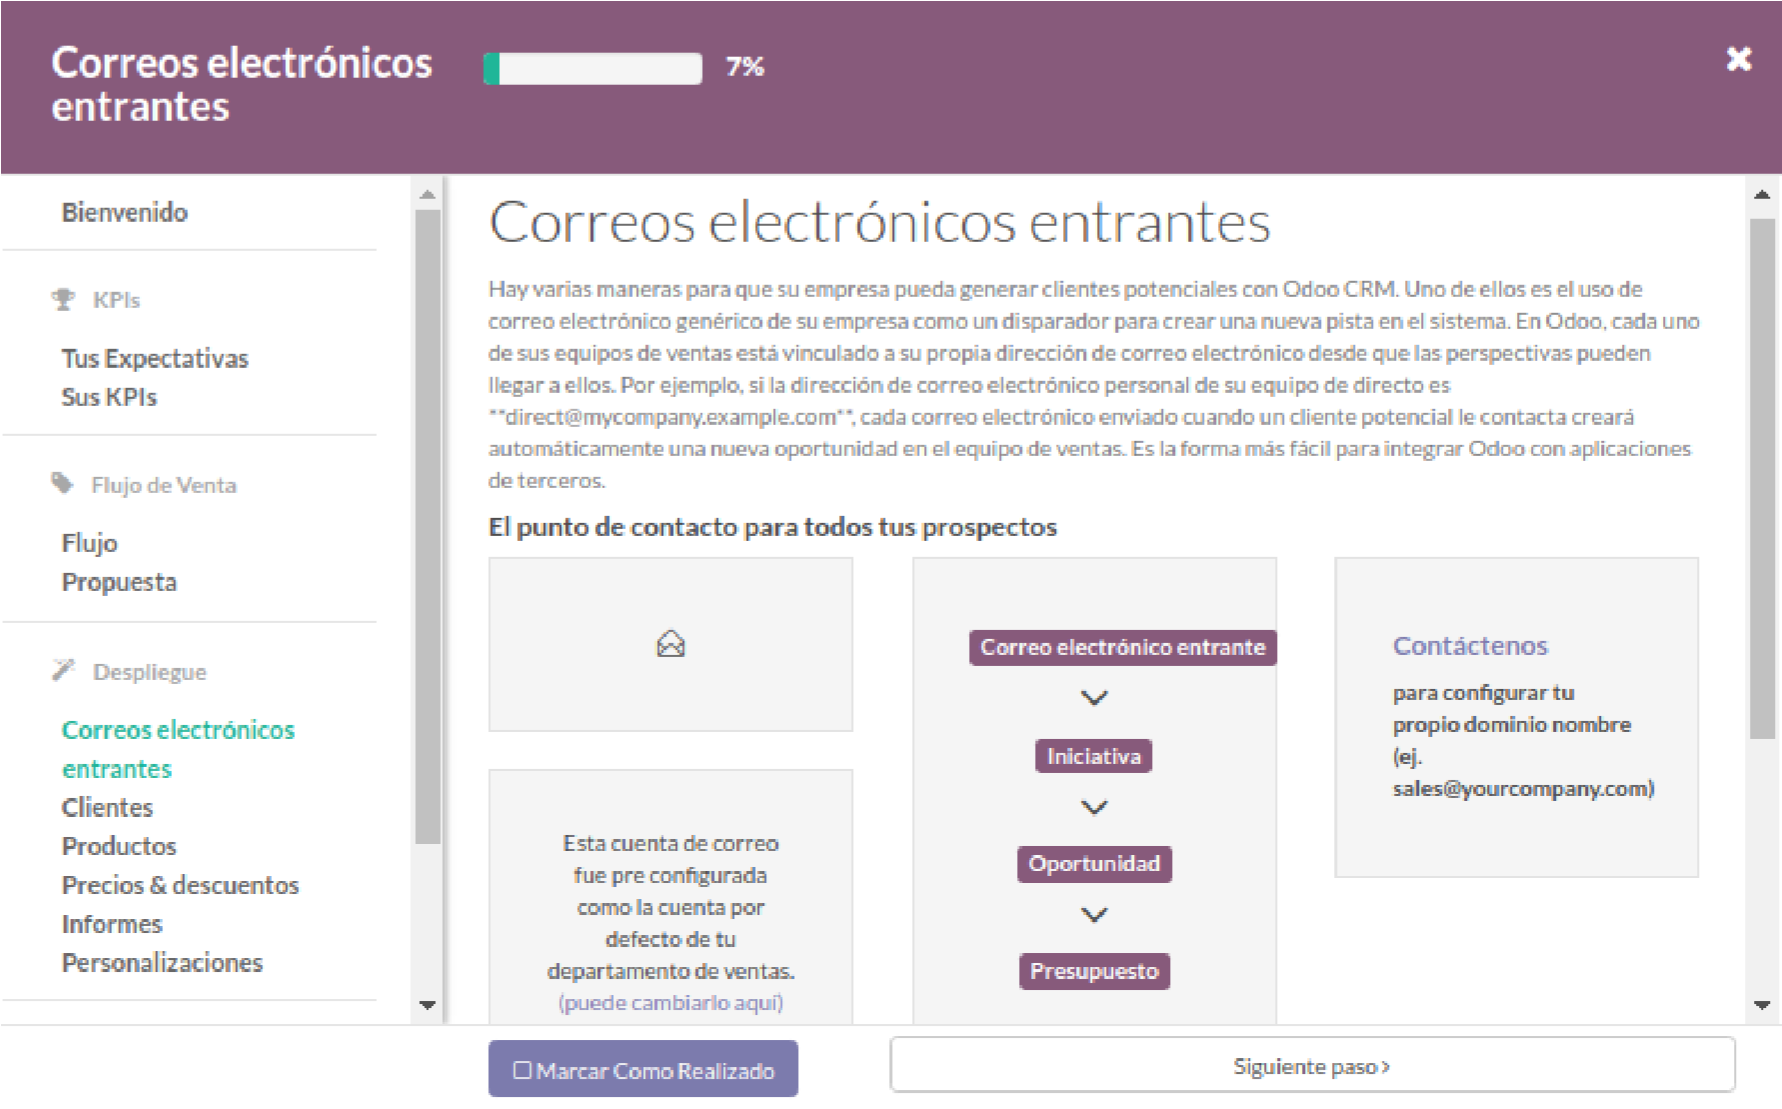 Correos electrónicos
entrantes
7%
Bienvenido
KPIs
Tus Expectativas
Sus KPIs
Flujo de Venta
Flujo
Propuesta
Despliegue
Correos electrónicos
entrantes
Clientes
Productos
Precios & descuentos
Informes
Personalizaciones
Correos electrónicos entrantes
Hay varias maneras para que su empresa pueda generar clientes potenciales con Odoo CRM. Uno de ellos es el uso de
correo electrónico genérico de su empresa como un disparador para crear una nueva pista en el sistema. En Odoo, cada uno
de sus equipos de ventas está vinculado a su propia dirección de correo electrónico desde que las perspectivas pueden
llegar a ellos. Por ejemplo, si la dirección de correo electrónico personal de su equipo de directo es
**direct@mycompany.example.com**, cada correo electrónico enviado cuando un cliente potencial le contacta creará
automáticamente una nueva oportunidad en el equipo de ventas. Es la forma más fácil para integrar Odoo con aplicaciones
de terceros.
El punto de contacto para todos tus prospectos
Esta cuenta de correo
fue pre configurada
como la cuenta por
defecto de tu
departamento de ventas.
(puede cambiarlo aquí)
Correo electrónico entrante
Iniciativa
Oportunidad
Presupuesto
Contáctenos
para configurar tu
propio dominio nombre
(ej.
sales@yourcompany.com)
Marcar Como Realizado
Siguiente paso >